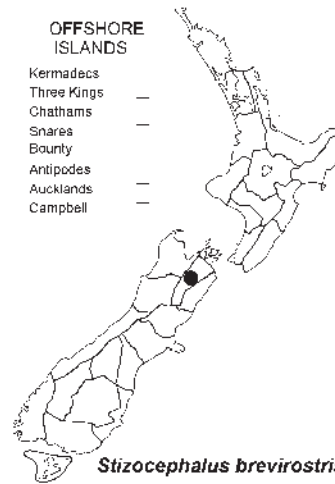 OFFSHORE
ISLANDS
Kermadecs
Three Kings
Chathams
Snares
Bounty
Antipodes
Aucklands
Campbell
Stizocephalus brevirostris